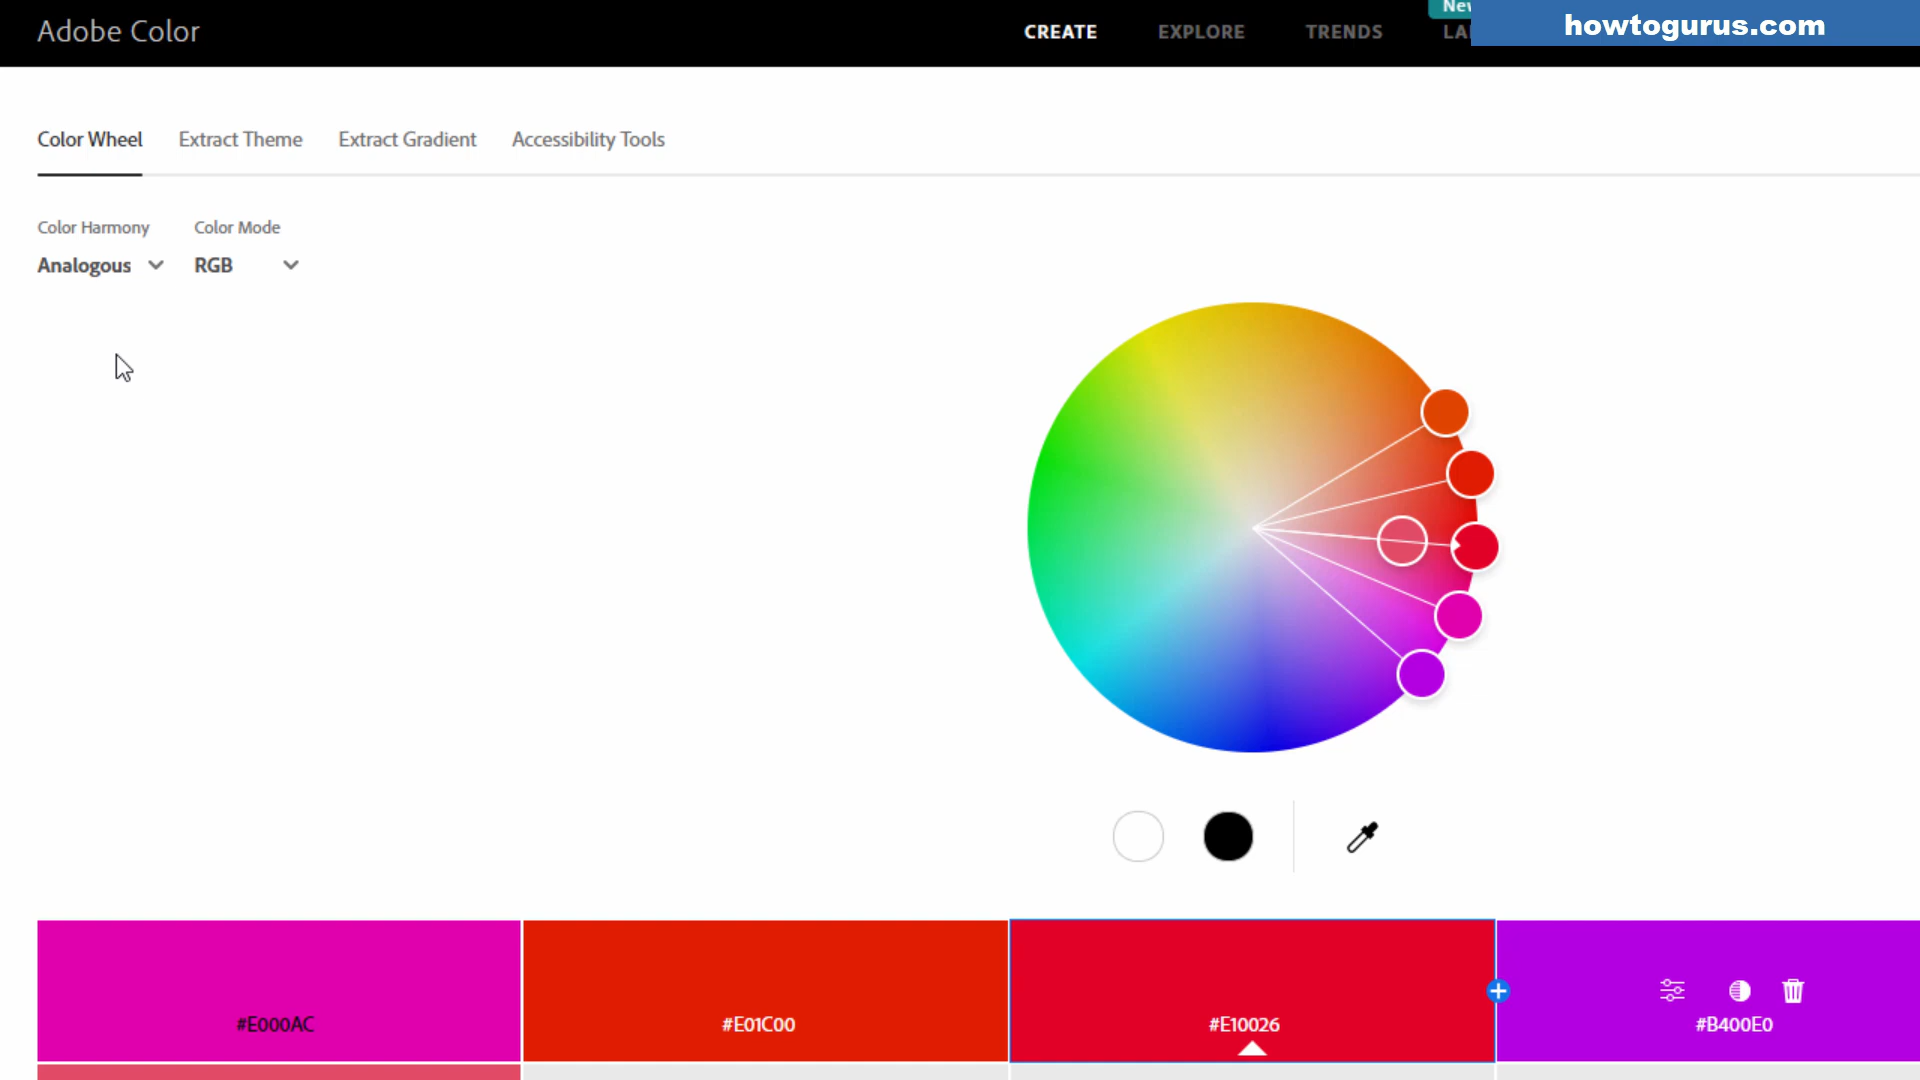 Adobe Color
CREATE
EXPLORE
TRENDS
New
howtogurus.com
Color Wheel
Extract Theme
Extract Gradient
Accessibility Tools
Color Harmony
Color Mode
Analogous
RGB
#E000AC
#E01C00
#E10026
#B400E0